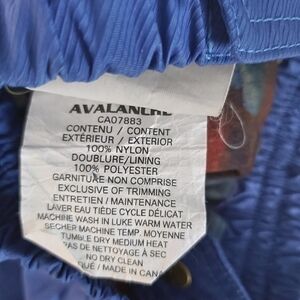 AVALANCHE
CA07883
CONTENU / CONTENT
EXTÉRIEUR / EXTERIOR
100% NYLON
DOUBLURE/LINING
100% POLYESTER
GARNITURE NON COMPRISE
EXCLUSIVE OF TRIMMING
ENTRETIEN / MAINTENANCE
LAVER EAU TIÈDE CYCLE DÉLICAT
MACHINE WASH IN LUKE WARM WATER
SECHER MACHINE TEMP. MOYENNE
TUMBLE DRY MEDIUM HEAT
PAS DE NETTOYAGE A SEC
NO DRY CLEAN
MADE IN CANA